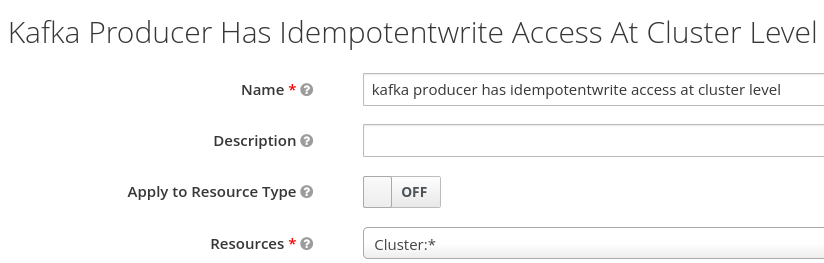 Kafka Producer Has Idempotentwrite Access At Cluster Level
Name * kafka producer has idempotentwrite access at cluster level
Description
Apply to Resource Type OFF
Resources * Cluster:*